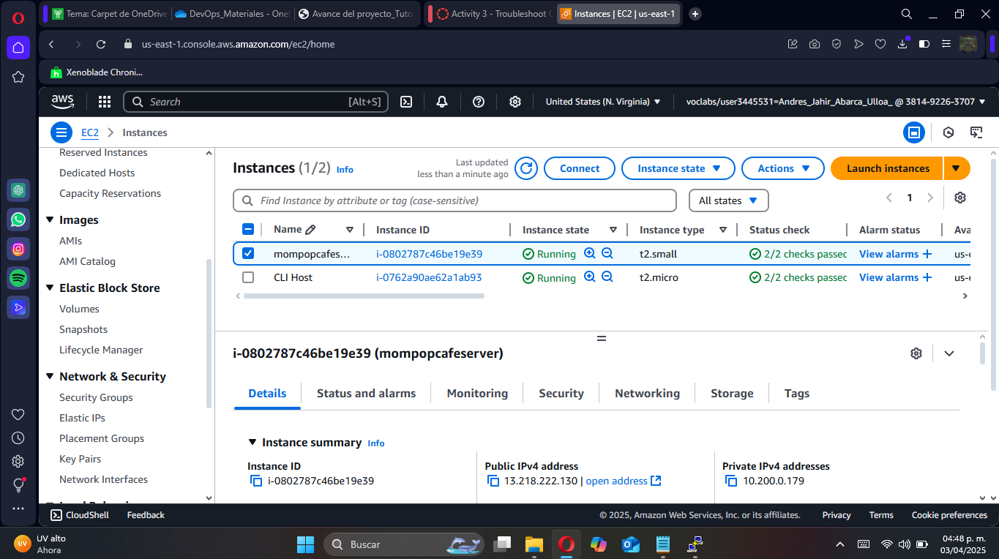 Tema: Carpet de OneDrive
DevOps_Materiales - One
Avance del proyecto_Tuto
Activity 3 - Troubleshoot C
Instances | EC2 | us-east-1
us-east-1.console.aws.amazon.com/ec2/home
Xenoblade Chroni...
aws
Search
[Alt+S]
United States (N. Virginia)
voclabs/user3445531=Andres_Jahir_Abarca_Ulloa_ @ 3814-9226-3707
EC2
Instances
Reserved Instances
Dedicated Hosts
Capacity Reservations
Images
AMIs
AMI Catalog
Elastic Block Store
Volumes
Snapshots
Lifecycle Manager
Network & Security
Security Groups
Elastic IPs
Placement Groups
Key Pairs
Network Interfaces
Instances (1/2) Info
Last updated
less than a minute ago
Connect
Instance state
Actions
Launch instances
Find Instance by attribute or tag (case-sensitive)
All states
1
Name Instance ID Instance state Instance type Status check Alarm status Ava
mompopcafes... i-0802787c46be19e39 Running t2.small 2/2 checks passed View alarms + us-e
CLI Host i-0762a90ae62a1ab93 Running t2.micro 2/2 checks passed View alarms + us-e
i-0802787c46be19e39 (mompopcafeserver)
Details Status and alarms Monitoring Security Networking Storage Tags
Instance summary Info
Instance ID
i-0802787c46be19e39
Public IPv4 address
13.218.222.130 | open address
Private IPv4 addresses
10.200.0.179
CloudShell Feedback
© 2025, Amazon Web Services, Inc. or its affiliates. Privacy Terms Cookie preferences
UV
UV alto
Ahora
Buscar
04:48 p. m.
03/04/2025